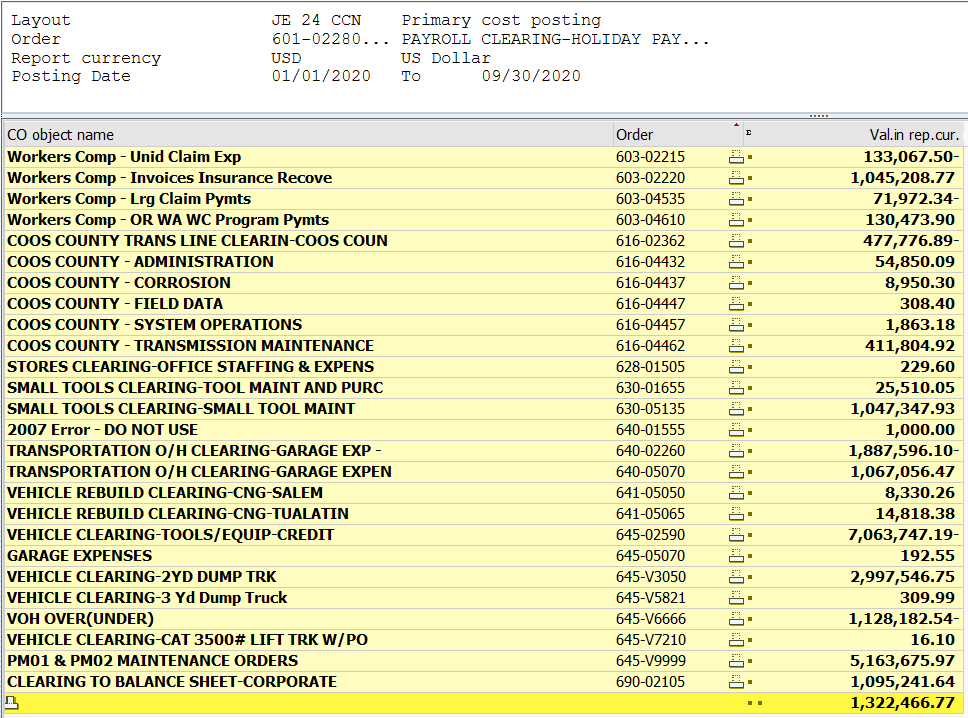 Layout JE 24 CCN Primary cost posting
Order 601-02280... PAYROLL CLEARING-HOLIDAY PAY...
Report currency USD US Dollar
Posting Date 01/01/2020 To 09/30/2020
CO object name Order Σ Val.in rep.cur.
Workers Comp - Unid Claim Exp 603-02215 133,067.50-
Workers Comp - Invoices Insurance Recove 603-02220 1,045,208.77
Workers Comp - Lrg Claim Pymts 603-04535 71,972.34-
Workers Comp - OR WA WC Program Pymts 603-04610 130,473.90
COOS COUNTY TRANS LINE CLEARIN-COOS COUN 616-02362 477,776.89-
COOS COUNTY - ADMINISTRATION 616-04432 54,850.09
COOS COUNTY - CORROSION 616-04437 8,950.30
COOS COUNTY - FIELD DATA 616-04447 308.40
COOS COUNTY - SYSTEM OPERATIONS 616-04457 1,863.18
COOS COUNTY - TRANSMISSION MAINTENANCE 616-04462 411,804.92
STORES CLEARING-OFFICE STAFFING & EXPENS 628-01505 229.60
SMALL TOOLS CLEARING-TOOL MAINT AND PURC 630-01655 25,510.05
SMALL TOOLS CLEARING-SMALL TOOL MAINT 630-05135 1,047,347.93
2007 Error - DO NOT USE 640-01555 1,000.00
TRANSPORTATION O/H CLEARING-GARAGE EXP - 640-02260 1,887,596.10-
TRANSPORTATION O/H CLEARING-GARAGE EXPEN 640-05070 1,067,056.47
VEHICLE REBUILD CLEARING-CNG-SALEM 641-05050 8,330.26
VEHICLE REBUILD CLEARING-CNG-TUALATIN 641-05065 14,818.38
VEHICLE CLEARING-TOOLS/EQUIP-CREDIT 645-02590 7,063,747.19-
GARAGE EXPENSES 645-05070 192.55
VEHICLE CLEARING-2YD DUMP TRK 645-V3050 2,997,546.75
VEHICLE CLEARING-3 Yd Dump Truck 645-V5821 309.99
VOH OVER(UNDER) 645-V6666 1,128,182.54-
VEHICLE CLEARING-CAT 3500# LIFT TRK W/PO 645-V7210 16.10
PM01 & PM02 MAINTENANCE ORDERS 645-V9999 5,163,675.97
CLEARING TO BALANCE SHEET-CORPORATE 690-02105 1,095,241.64
1,322,466.77